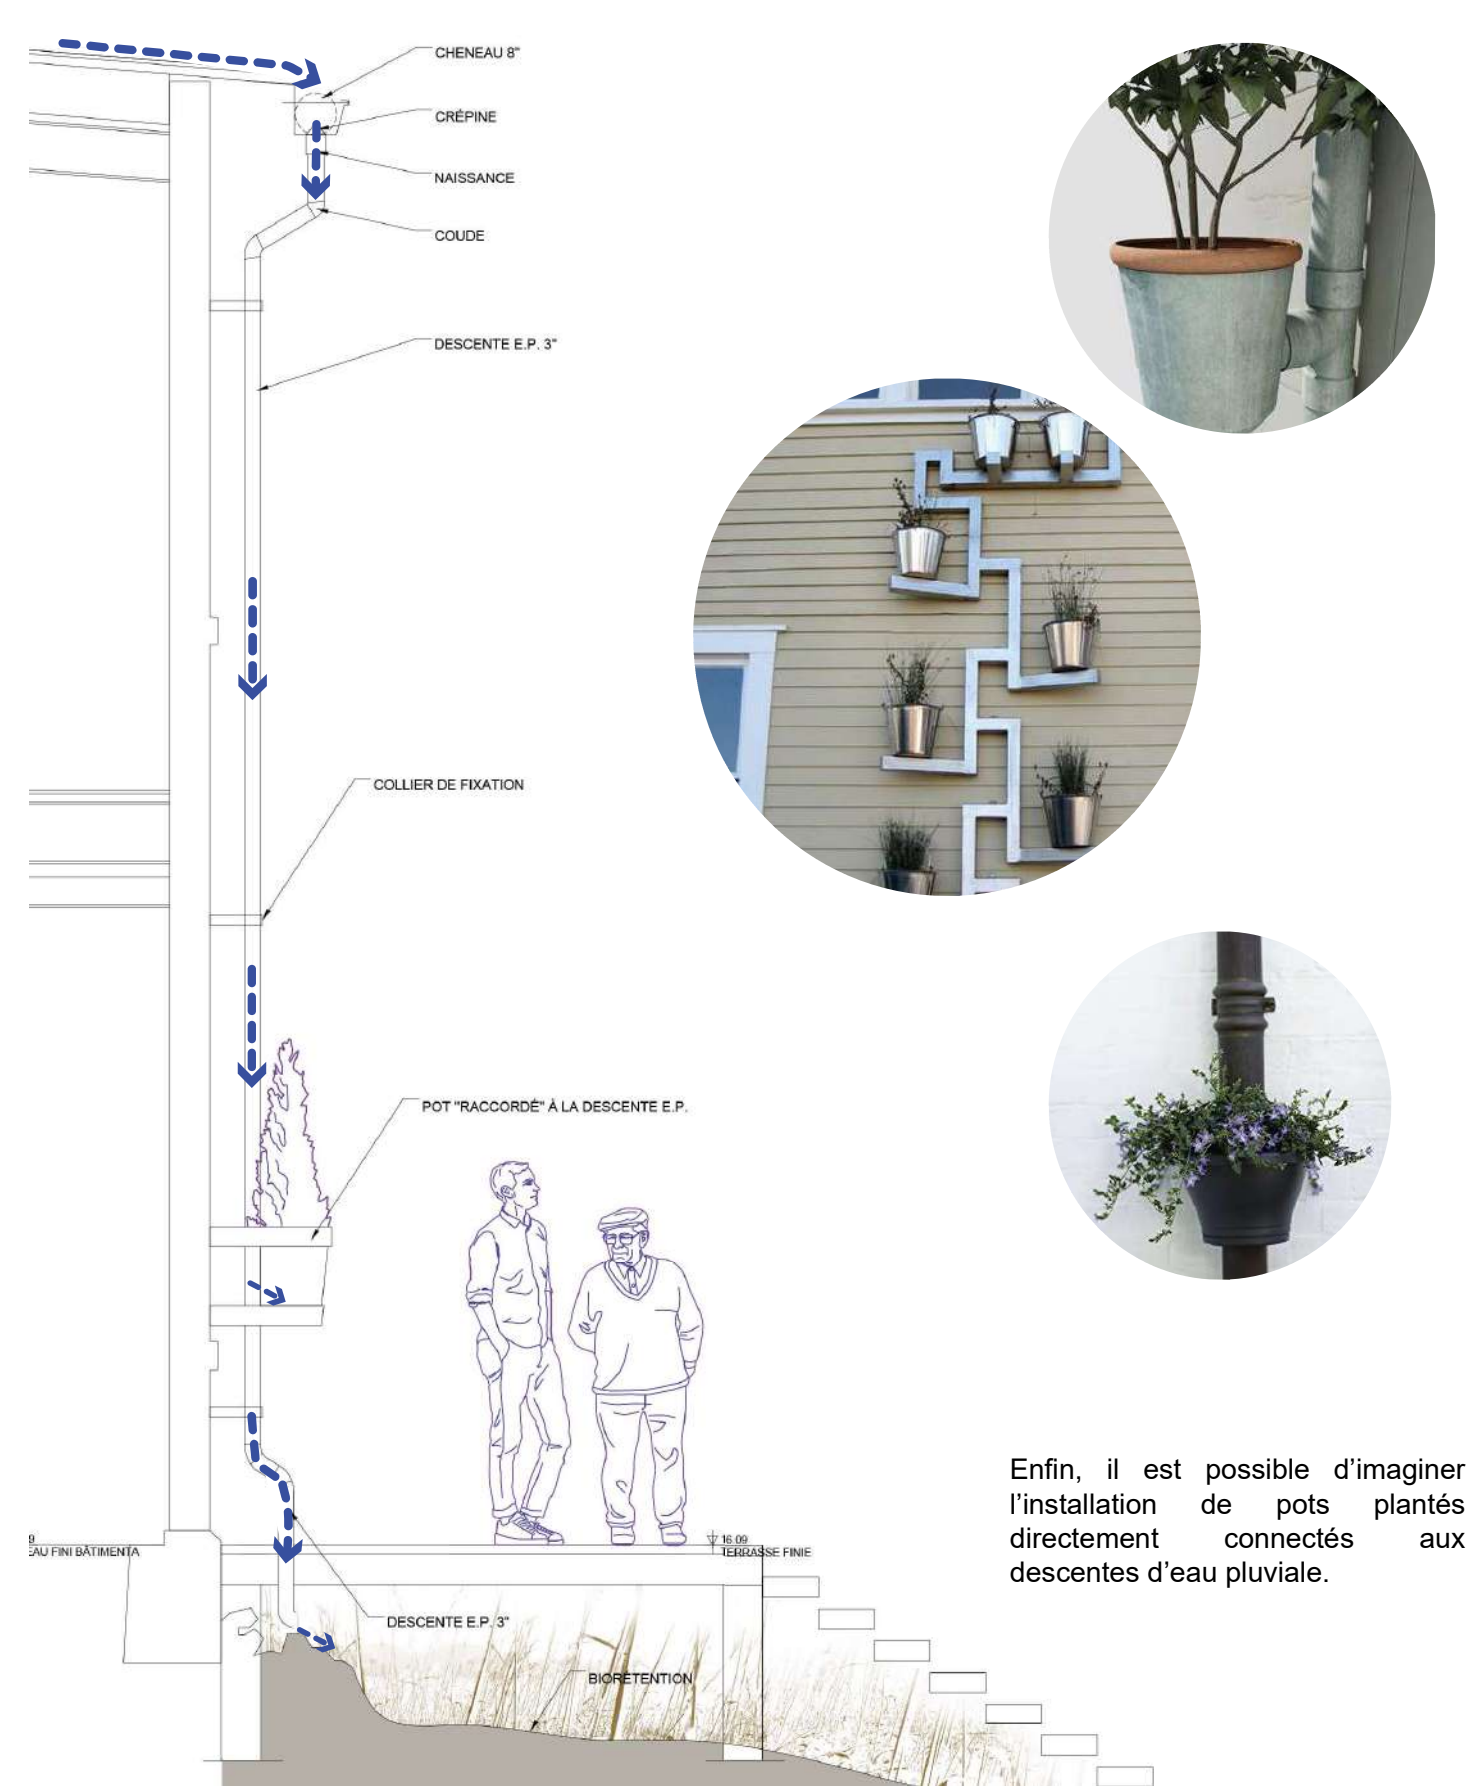 CHENEAU 8"
CRÉPINE
NAISSANCE
COUDE
DESCENTE E.P. 3"
COLLIER DE FIXATION
POT "RACCORDÉ" À LA DESCENTE E.P.
Enfin, il est possible d’imaginer
l’installation de pots plantés
directement connectés aux
descentes d’eau pluviale.
9
EAU FINI BÂTIMENTA
16.09
TERRASSE FINIE
DESCENTE E.P. 3"
BIORÉTENTION